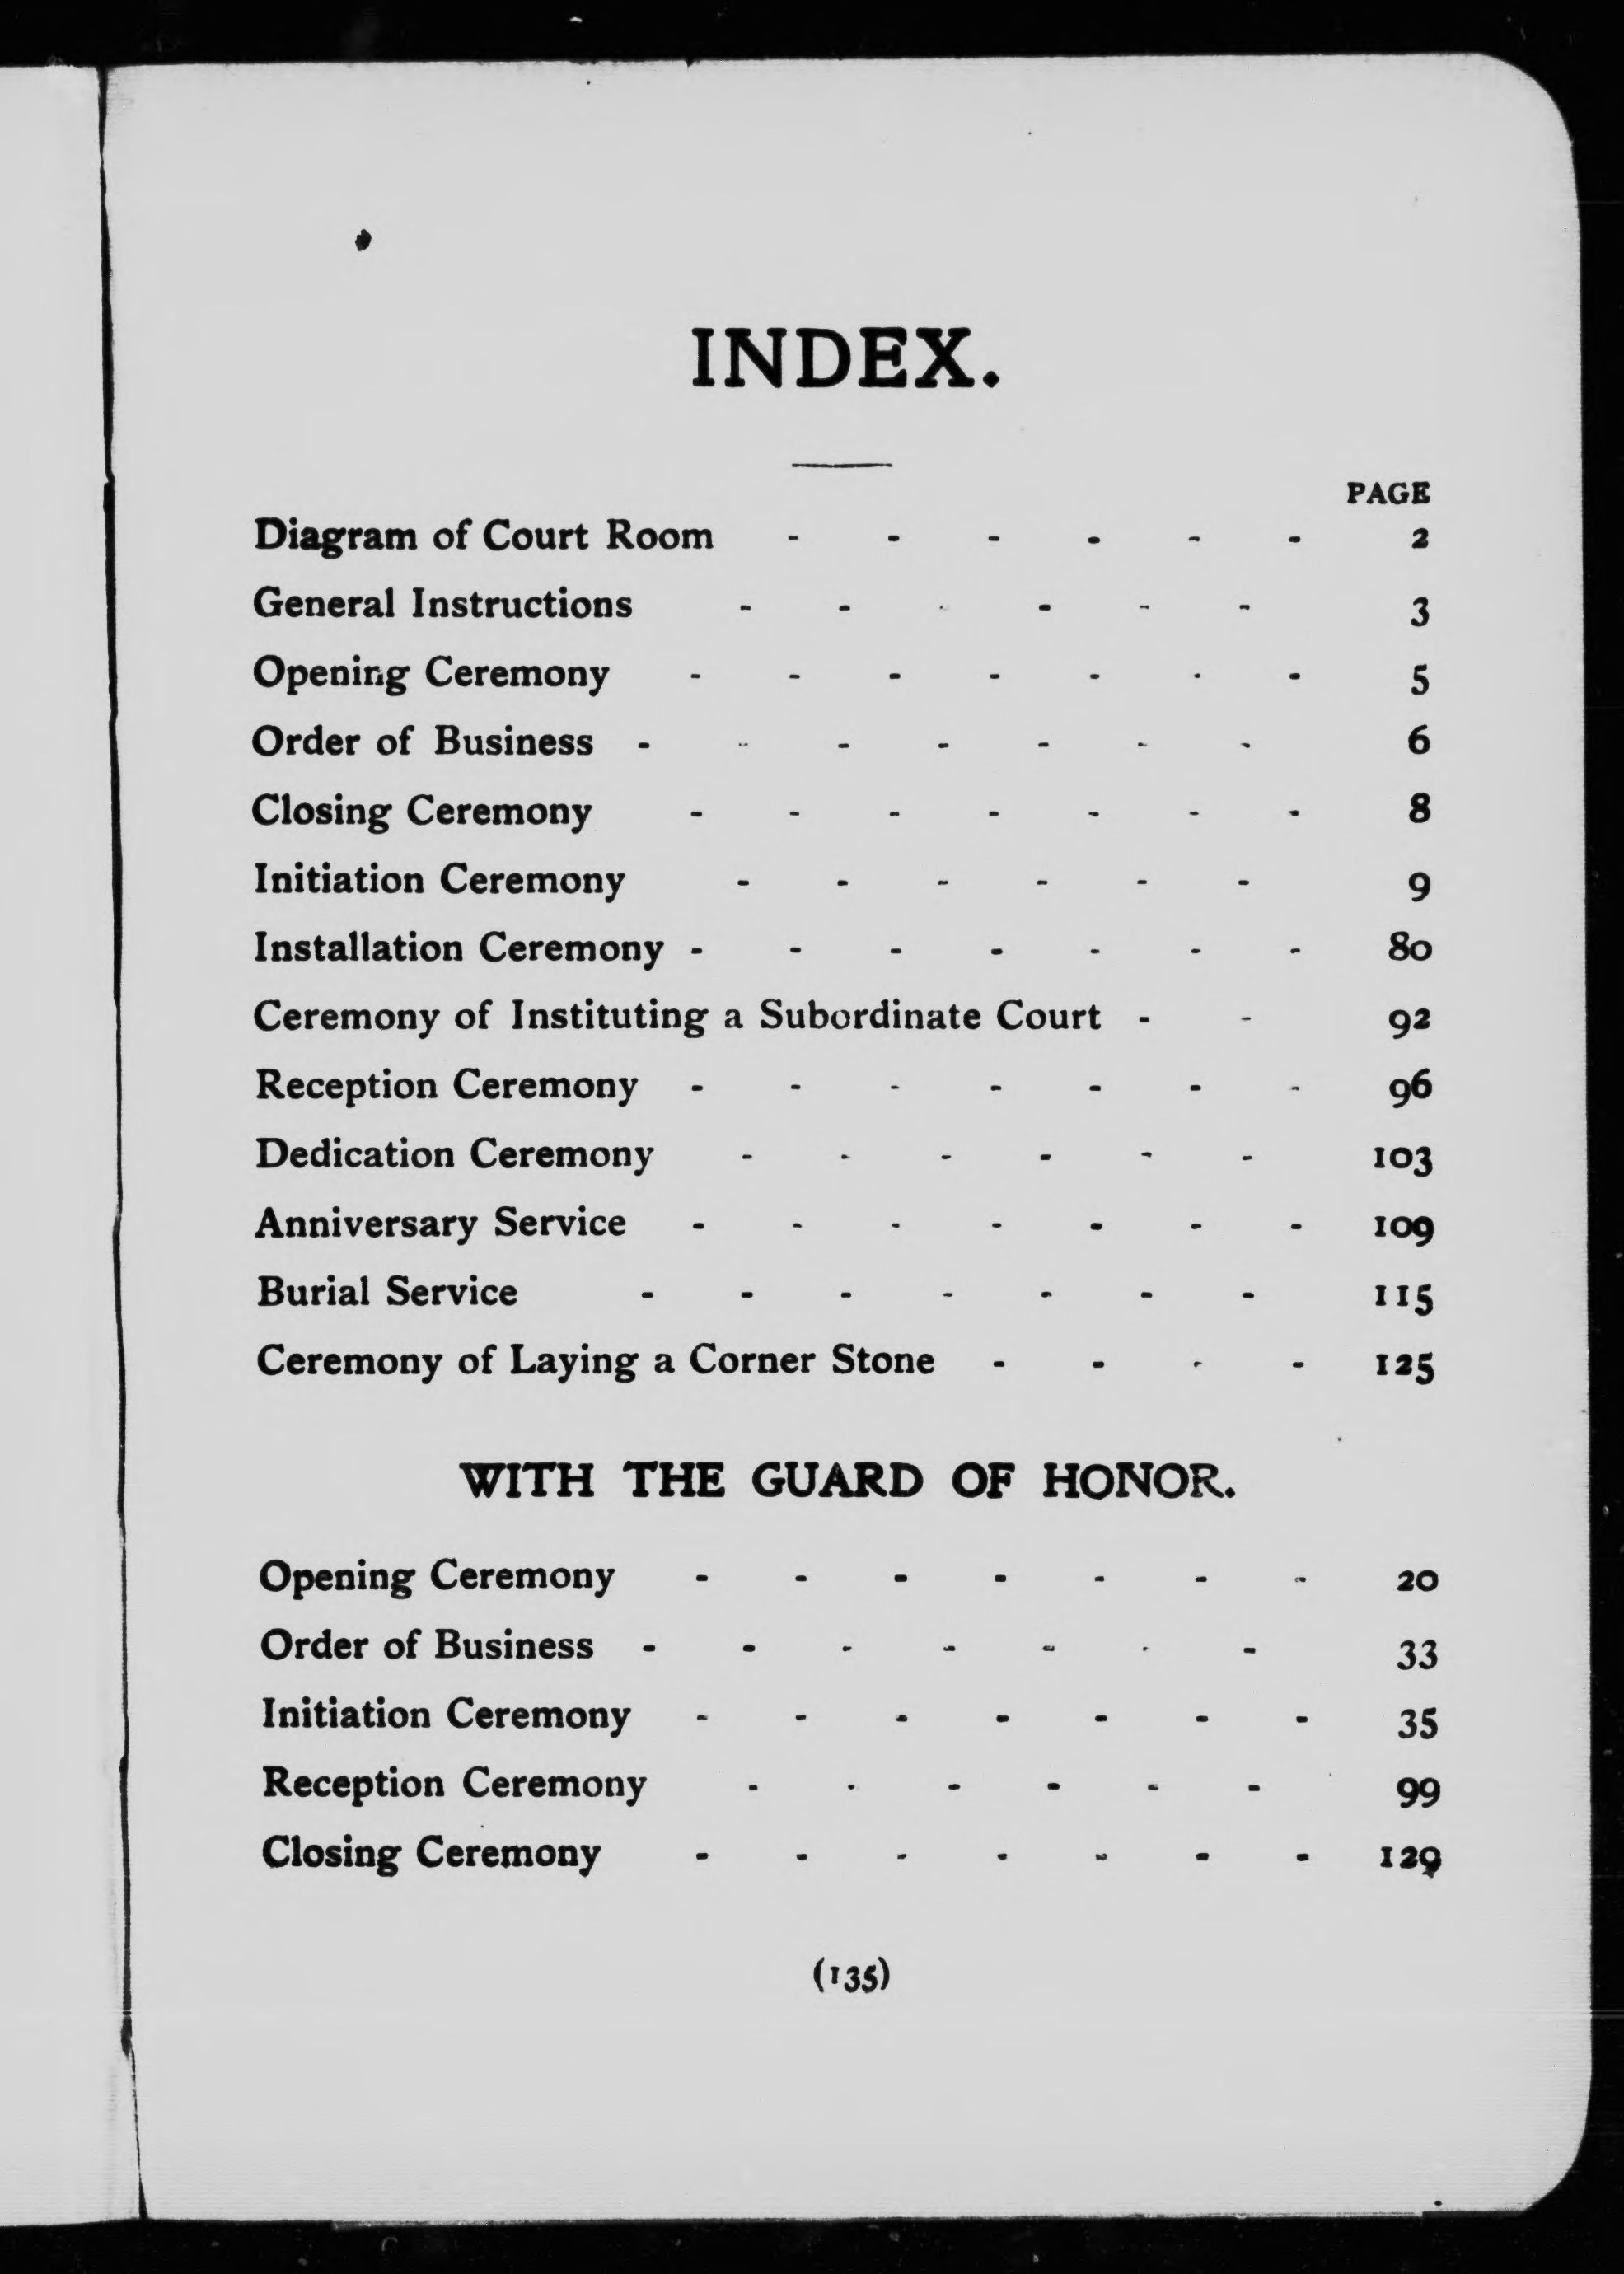 INDEX.
PAGE
Diagram of Court Room - - - - - - 2
General Instructions - - - - - - 3
Opening Ceremony - - - - - - - 5
Order of Business - - - - - - - 6
Closing Ceremony - - - - - - - 8
Initiation Ceremony - - - - - - 9
Installation Ceremony - - - - - - - 80
Ceremony of Instituting a Subordinate Court - - 92
Reception Ceremony - - - - - - - 96
Dedication Ceremony - - - - - - 103
Anniversary Service - - - - - - - 109
Burial Service - - - - - - - 115
Ceremony of Laying a Corner Stone - - - - 125
WITH THE GUARD OF HONOR.
Opening Ceremony - - - - - - - 20
Order of Business - - - - - - - 33
Initiation Ceremony - - - - - - - 35
Reception Ceremony - - - - - - 99
Closing Ceremony - - - - - - - 129
(135)